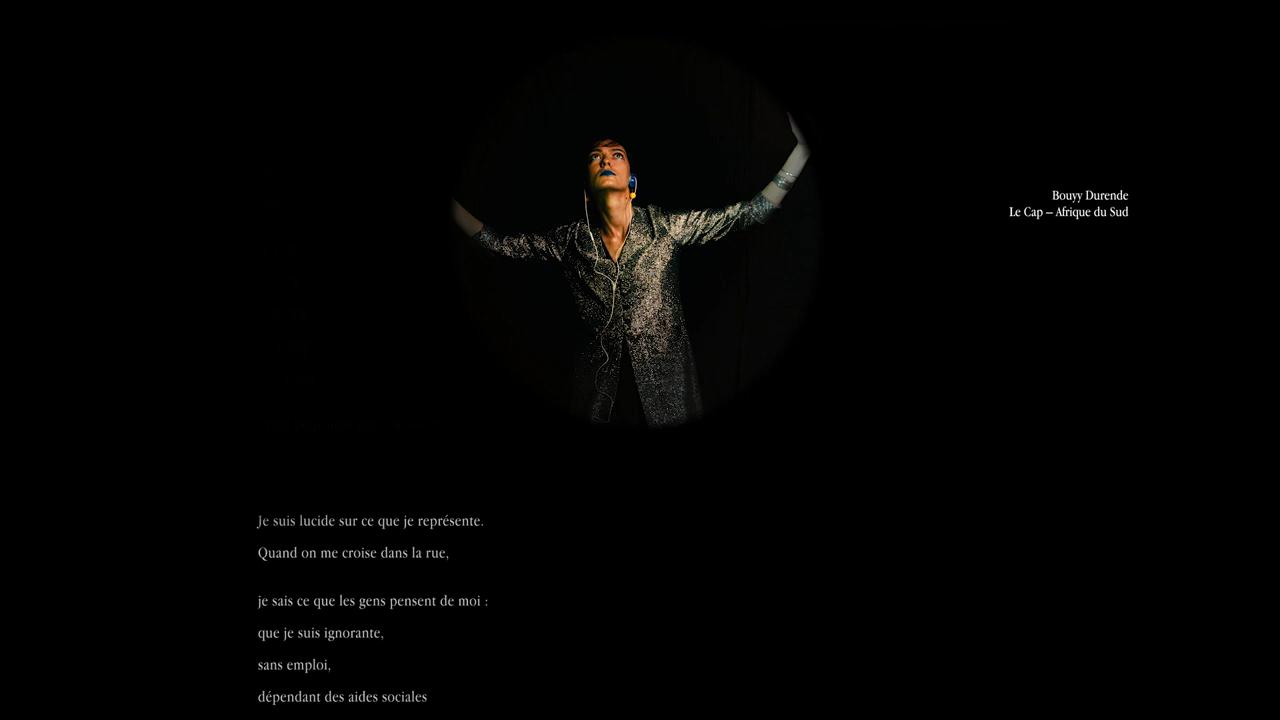 Bouyy Durende
Le Cap – Afrique du Sud
Je suis lucide sur ce que je représente.
Quand on me croise dans la rue,
je sais ce que les gens pensent de moi :
que je suis ignorante,
sans emploi,
dépendant des aides sociales